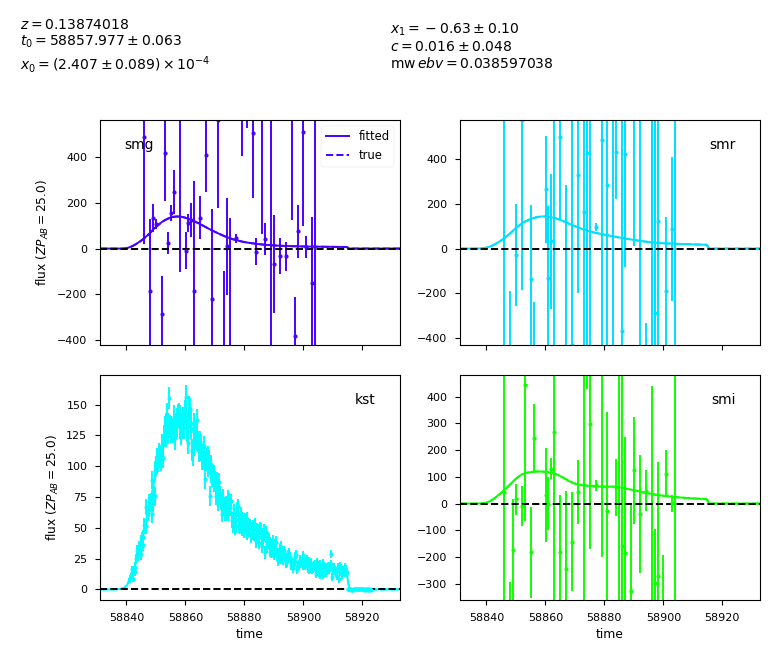 z = 0.13874018
t₀ = 58857.977 ± 0.063
x₀ = (2.407 ± 0.089) × 10⁻⁴
x₁ = −0.63 ± 0.10
c = 0.016 ± 0.048
mw ebv = 0.038597038
smg
fitted
true
400
200
0
−200
−400
flux (ZP_AB = 25.0)
smr
400
200
0
−200
−400
kst
150
125
100
75
50
25
0
flux (ZP_AB = 25.0)
58840 58860 58880 58900 58920
time
smi
400
300
200
100
0
−100
−200
−300
58840 58860 58880 58900 58920
time